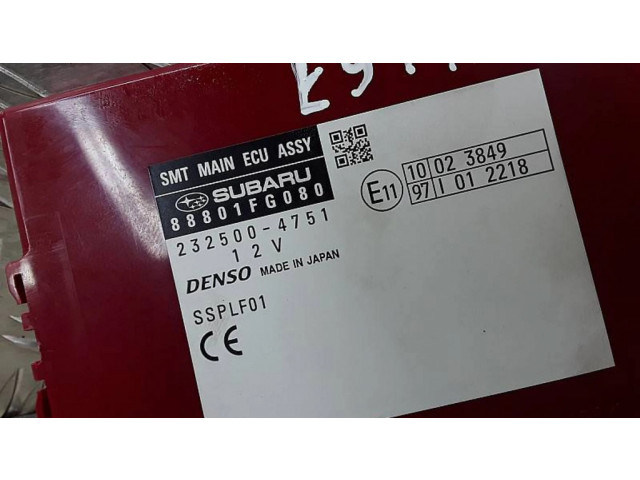 SMT MAIN ECU ASSY
SUBARU
88801FG080
232500-4751
12V
DENSO MADE IN JAPAN
SSPLF01
CE
E11
10 02 3849
97 I 01 2218